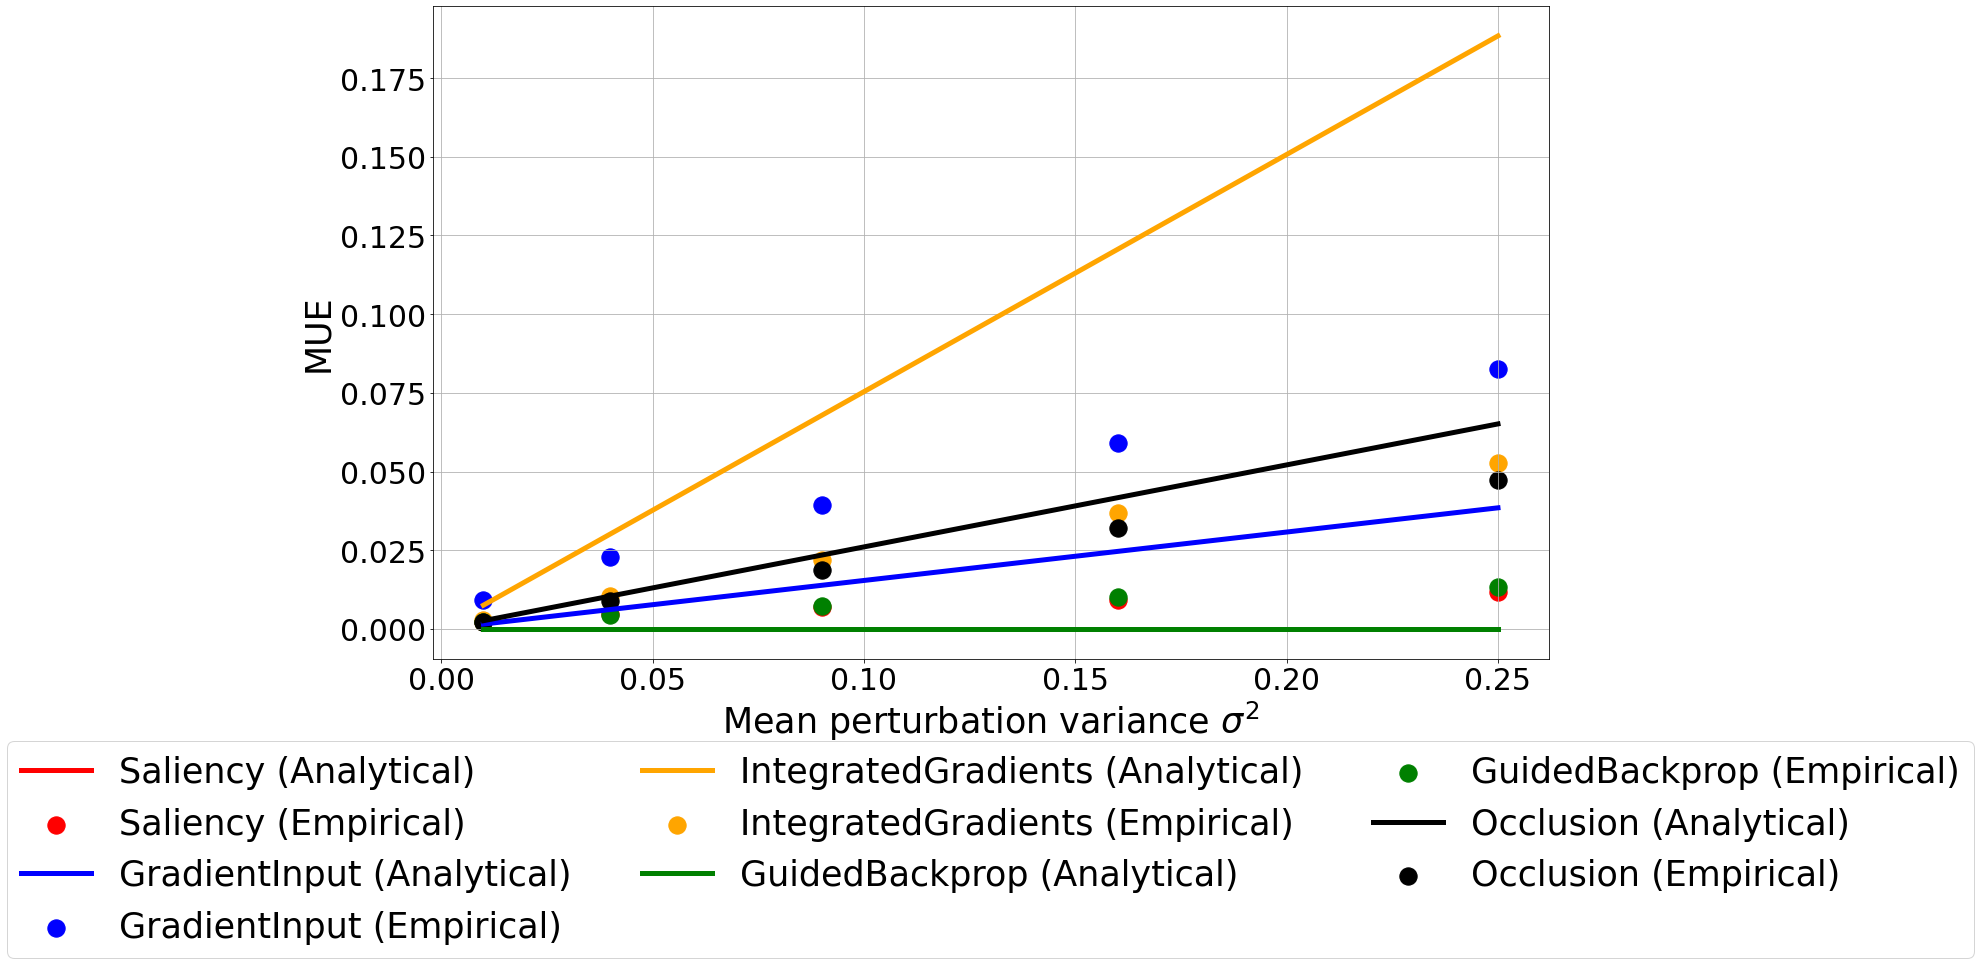 0.175
0.150
0.125
0.100
0.075
0.050
0.025
0.000
MUE
0.00 0.05 0.10 0.15 0.20 0.25
Mean perturbation variance σ²
Saliency (Analytical)
Saliency (Empirical)
GradientInput (Analytical)
GradientInput (Empirical)
IntegratedGradients (Analytical)
IntegratedGradients (Empirical)
GuidedBackprop (Analytical)
GuidedBackprop (Empirical)
Occlusion (Analytical)
Occlusion (Empirical)